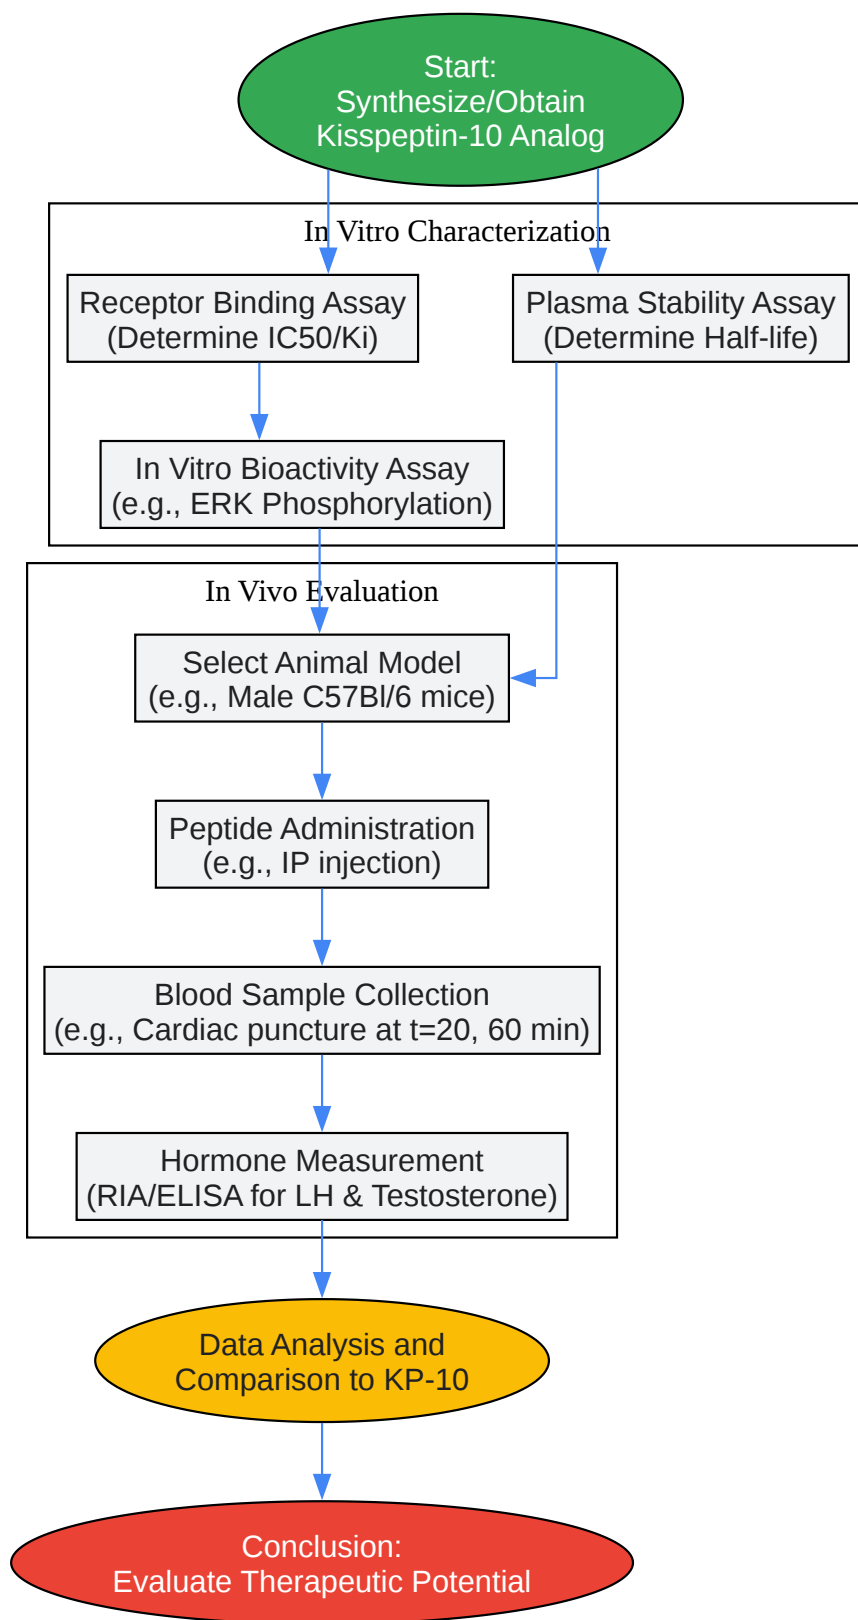 Start:
Synthesize/Obtain
Kisspeptin-10 Analog
In Vitro Characterization
Receptor Binding Assay
(Determine IC50/Ki)
Plasma Stability Assay
(Determine Half-life)
In Vitro Bioactivity Assay
(e.g., ERK Phosphorylation)
In Vivo Evaluation
Select Animal Model
(e.g., Male C57Bl/6 mice)
Peptide Administration
(e.g., IP injection)
Blood Sample Collection
(e.g., Cardiac puncture at t=20, 60 min)
Hormone Measurement
(RIA/ELISA for LH & Testosterone)
Data Analysis and
Comparison to KP-10
Conclusion:
Evaluate Therapeutic Potential